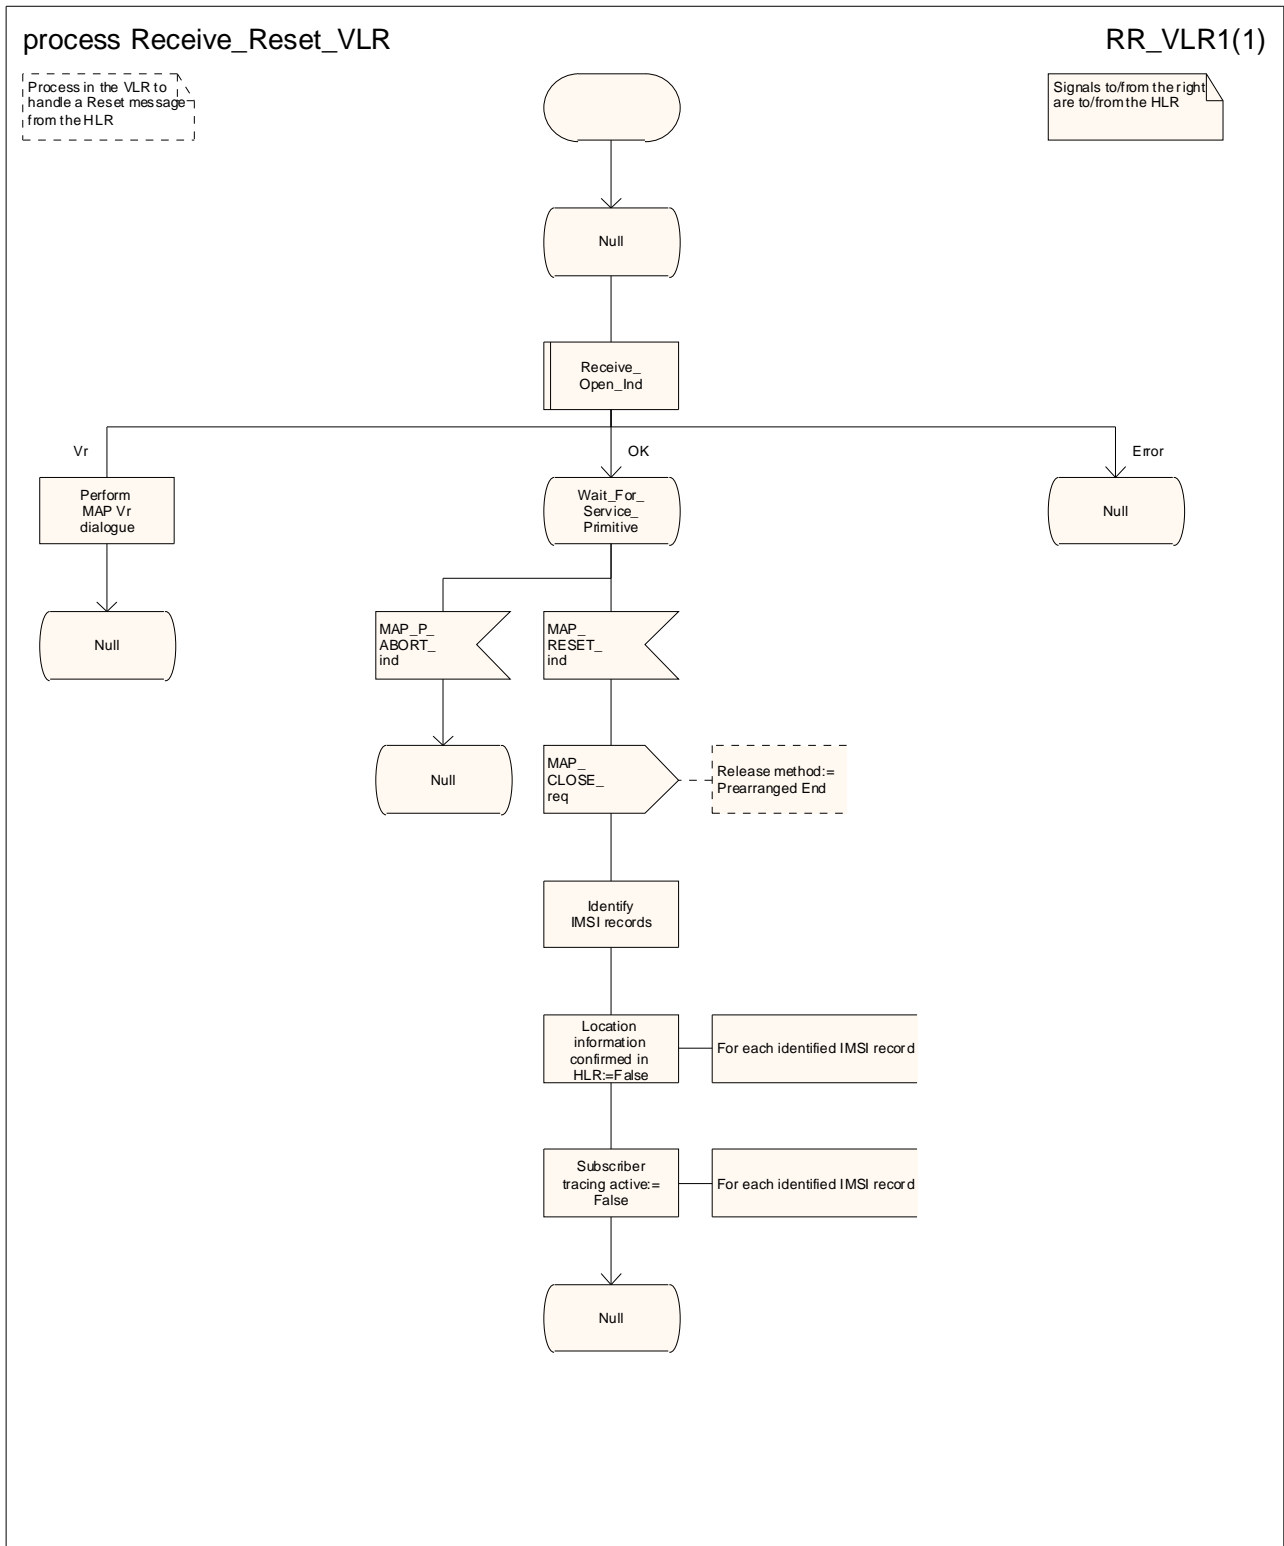 process Receive_Reset_VLR
RR_VLR1(1)
Process in the VLR to
handle a Reset message
from the HLR
Signals to/from the right
are to/from the HLR
Null
Receive_
Open_Ind
Vr
OK
Error
Perform
MAP Vr
dialogue
Wait_For_
Service_
Primitive
Null
Null
MAP_P_
ABORT_
ind
MAP_
RESET_
ind
Null
MAP_
CLOSE_
req
Release method:=
Prearranged End
Identify
IMSI records
Location
information
confirmed in
HLR:=False
For each identified IMSI record
Subscriber
tracing active:=
False
For each identified IMSI record
Null